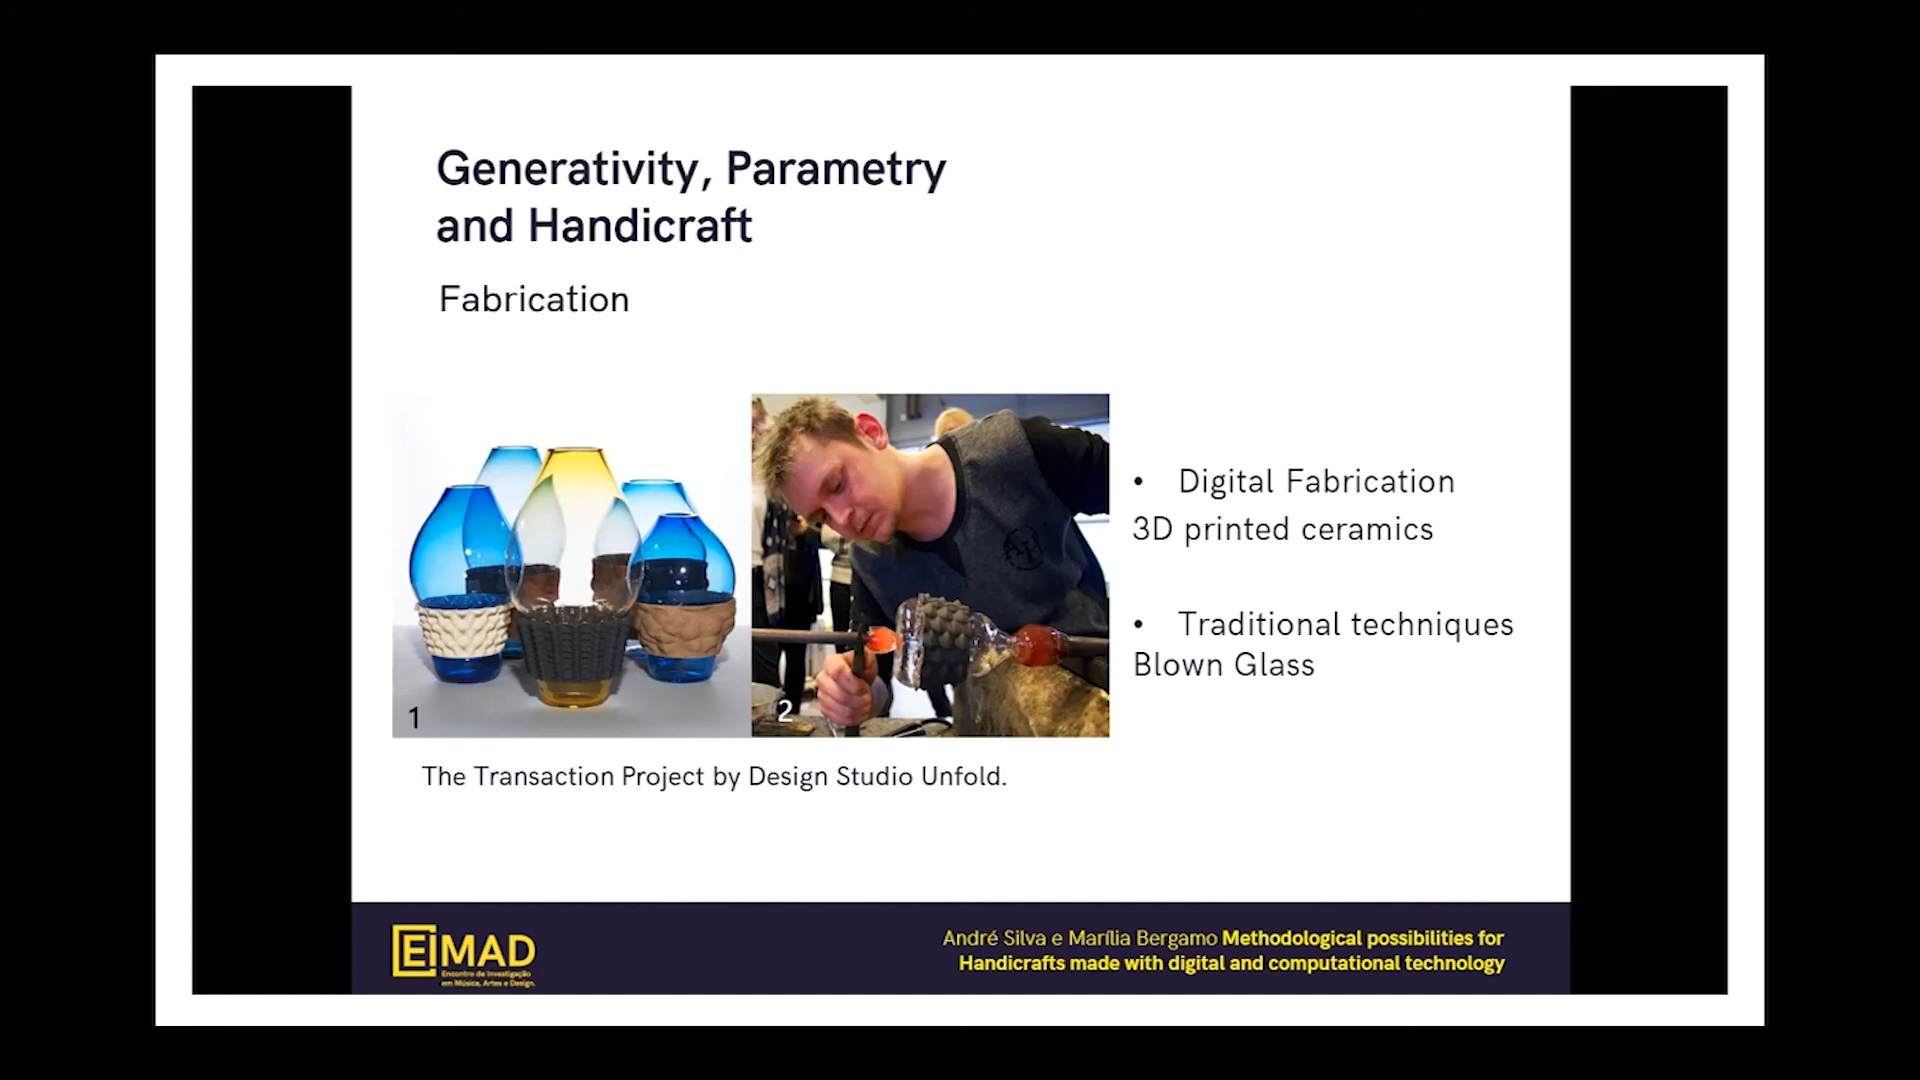 Generativity, Parametry
and Handicraft
Fabrication
1
2
• Digital Fabrication
3D printed ceramics
• Traditional techniques
Blown Glass
The Transaction Project by Design Studio Unfold.
EIMAD
Encontro de Investigação
em Música, Artes e Design.
André Silva e Marília Bergamo Methodological possibilities for
Handicrafts made with digital and computational technology